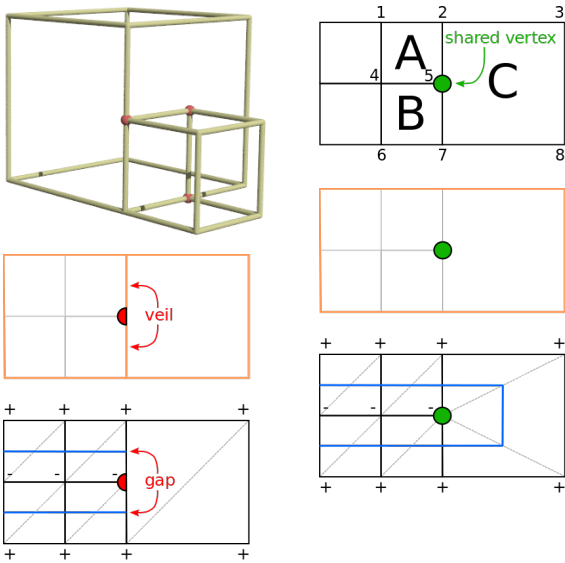 1 2 3
shared vertex
A
C
4 5
B
6 7 8
veil
+ + + +
+ + + +
- - -
- - -
gap
+ + + +
+ + + +